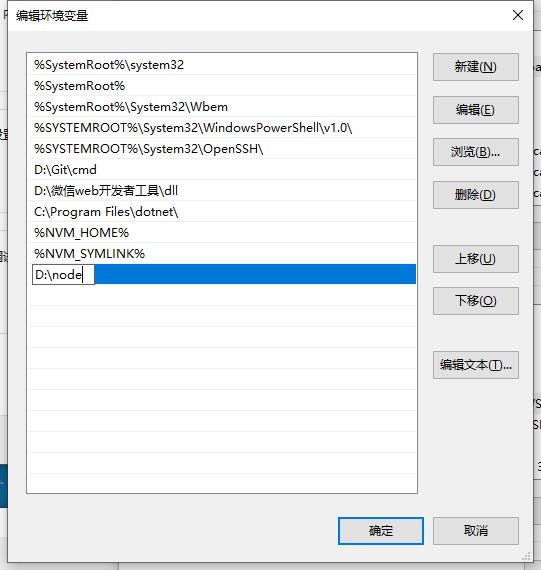 编辑环境变量
%SystemRoot%\system32
%SystemRoot%
%SystemRoot%\System32\Wbem
%SYSTEMROOT%\System32\WindowsPowerShell\v1.0\
%SYSTEMROOT%\System32\OpenSSH\
D:\Git\cmd
D:\微信web开发者工具\dll
C:\Program Files\dotnet\
%NVM_HOME%
%NVM_SYMLINK%
D:\node
新建(N)
编辑(E)
浏览(B)...
删除(D)
上移(U)
下移(O)
编辑文本(T)...
确定
取消